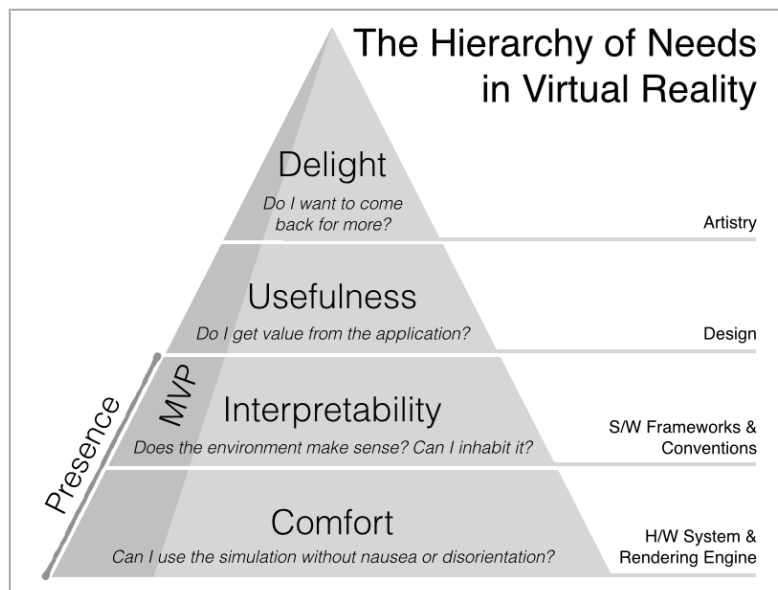 The Hierarchy of Needs
in Virtual Reality
Delight
Do I want to come
back for more?
Artistry
Usefulness
Do I get value from the application?
Design
Presence
MVP
Interpretability
Does the environment make sense? Can I inhabit it?
S/W Frameworks &
Conventions
Comfort
Can I use the simulation without nausea or disorientation?
H/W System &
Rendering Engine